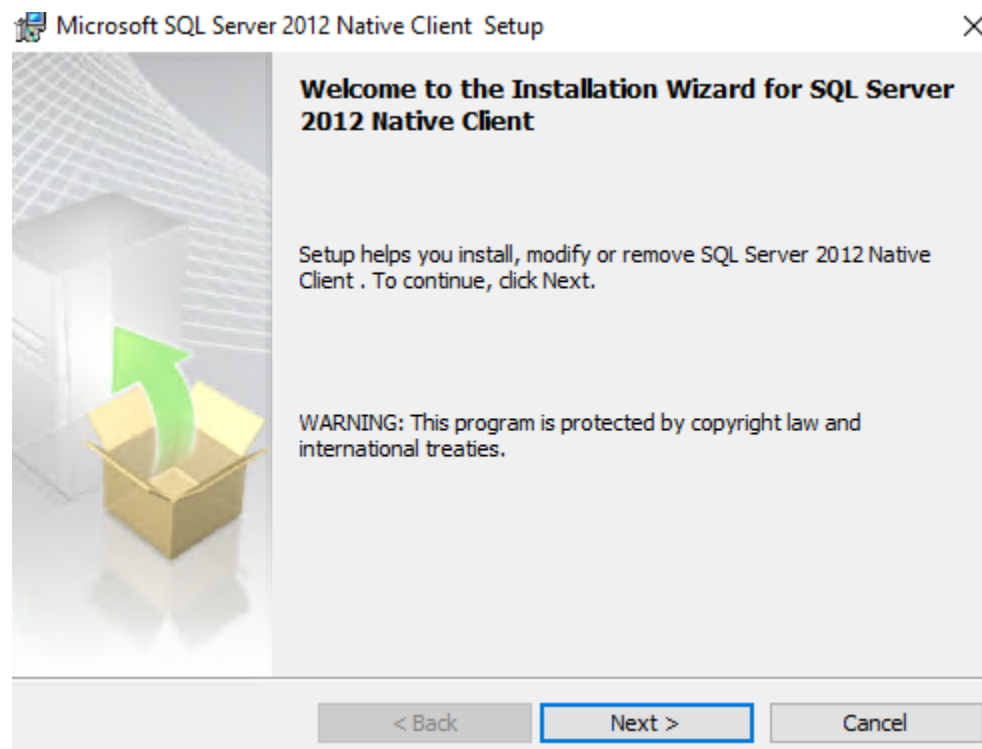 Microsoft SQL Server 2012 Native Client  Setup
Welcome to the Installation Wizard for SQL Server
2012 Native Client
Setup helps you install, modify or remove SQL Server 2012 Native
Client . To continue, click Next.
WARNING: This program is protected by copyright law and
international treaties.
< Back
Next >
Cancel